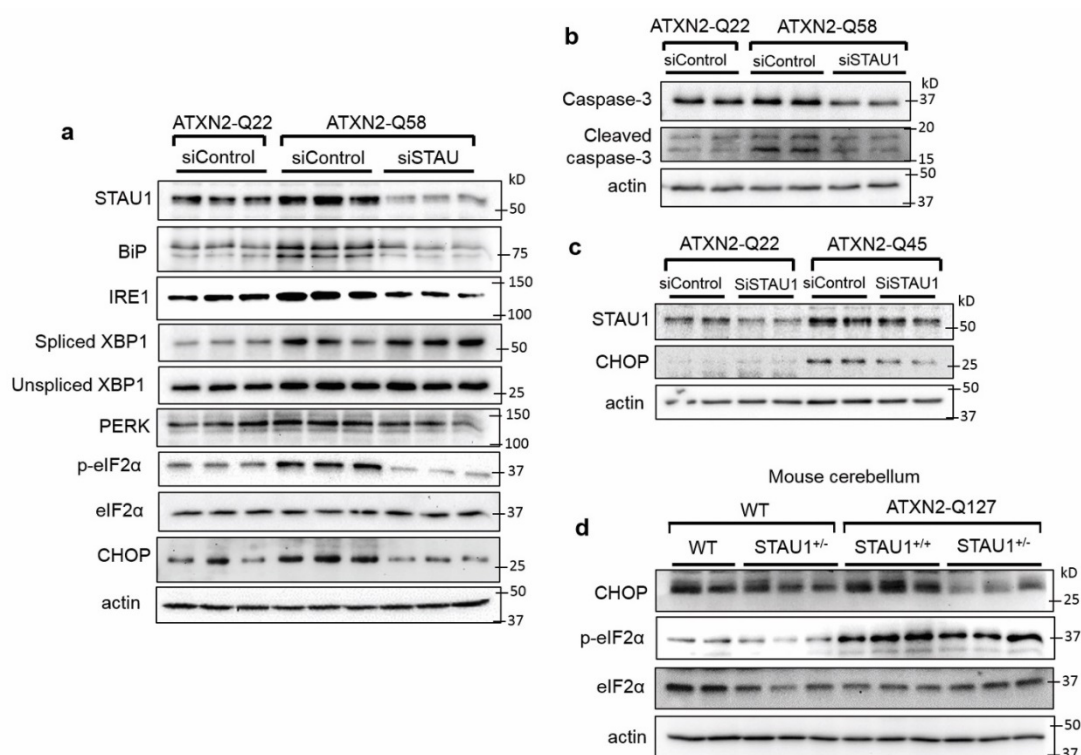 a
ATXN2-Q22 ATXN2-Q58
siControl siControl siSTAU
kD
STAU1
50
BiP
75
IRE1
150
100
Spliced XBP1
50
Unspliced XBP1
25
PERK
150
100
p-eIF2α
37
eIF2α
37
CHOP
25
actin
50
37
b
ATXN2-Q22 ATXN2-Q58
siControl siControl siSTAU1
kD
Caspase-3
37
Cleaved
caspase-3
20
15
actin
50
37
c
ATXN2-Q22 ATXN2-Q45
siControl SiSTAU1 siControl SiSTAU1
kD
STAU1
50
CHOP
25
actin
50
37
Mouse cerebellum
d
WT ATXN2-Q127
WT STAU1+/- STAU1+/+ STAU1+/-
kD
CHOP
25
p-eIF2α
37
eIF2α
37
actin
50
37